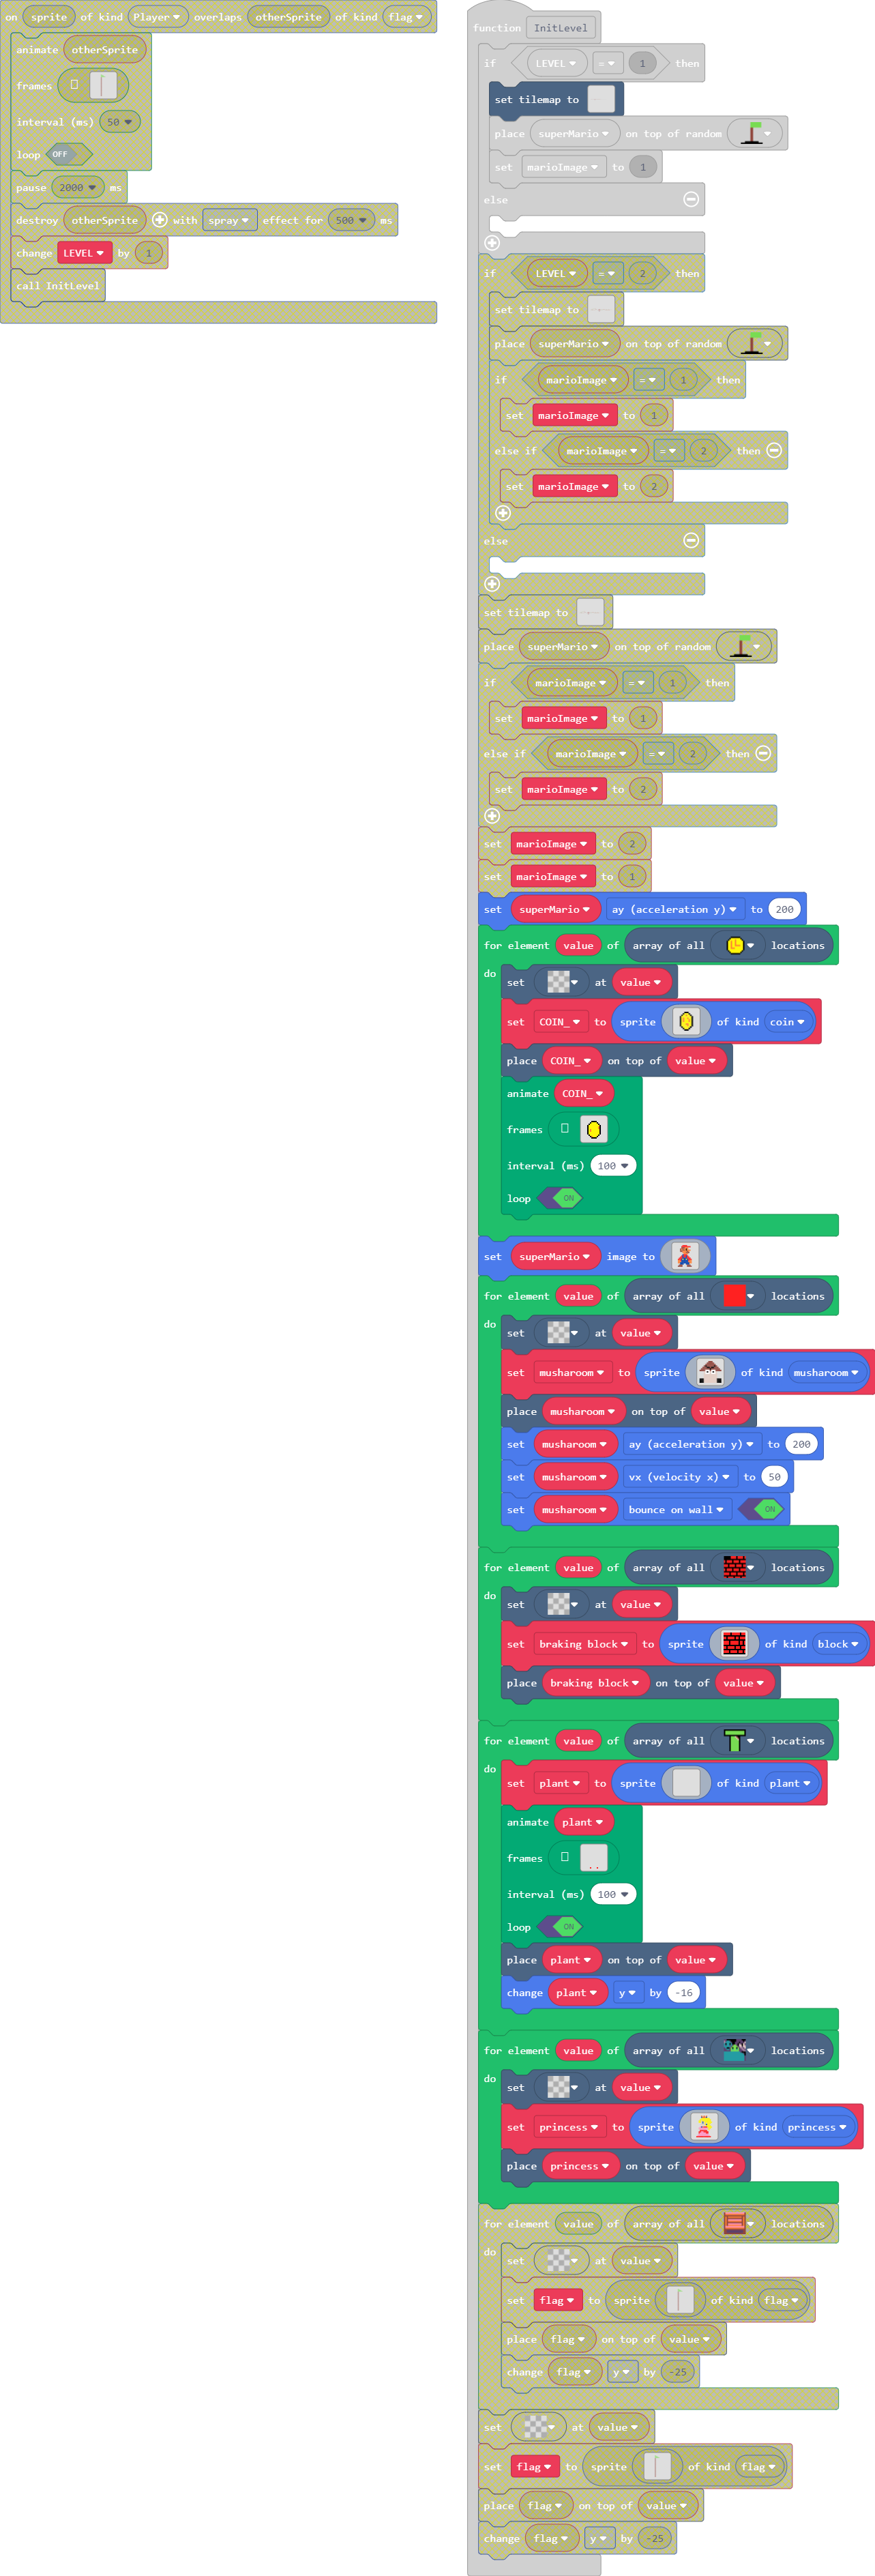 on sprite of kind Player overlaps otherSprite of kind flag
animate otherSprite
frames
interval (ms) 50
loop OFF
pause 2000 ms
destroy otherSprite with spray effect for 500 ms
change LEVEL by 1
call InitLevel
function InitLevel
if LEVEL = 1 then
set tilemap to
place superMario on top of random
set marioImage to 1
else
if LEVEL = 2 then
set tilemap to
place superMario on top of random
if marioImage = 1 then
set marioImage to 1
else if marioImage = 2 then
set marioImage to 2
else
set tilemap to
place superMario on top of random
if marioImage = 1 then
set marioImage to 1
else if marioImage = 2 then
set marioImage to 2
set marioImage to 2
set marioImage to 1
set superMario ay (acceleration y) to 200
for element value of array of all locations
do
set at value
set COIN_ to sprite of kind coin
place COIN_ on top of value
animate COIN_
frames
interval (ms) 100
loop ON
set superMario image to
for element value of array of all locations
do
set at value
set musharoom to sprite of kind musharoom
place musharoom on top of value
set musharoom ay (acceleration y) to 200
set musharoom vx (velocity x) to 50
set musharoom bounce on wall ON
for element value of array of all locations
do
set at value
set braking block to sprite of kind block
place braking block on top of value
for element value of array of all locations
do
set plant to sprite of kind plant
animate plant
frames
interval (ms) 100
loop ON
place plant on top of value
change plant y by -16
for element value of array of all locations
do
set at value
set princess to sprite of kind princess
place princess on top of value
for element value of array of all locations
do
set at value
set flag to sprite of kind flag
place flag on top of value
change flag y by -25
set at value
set flag to sprite of kind flag
place flag on top of value
change flag y by -25